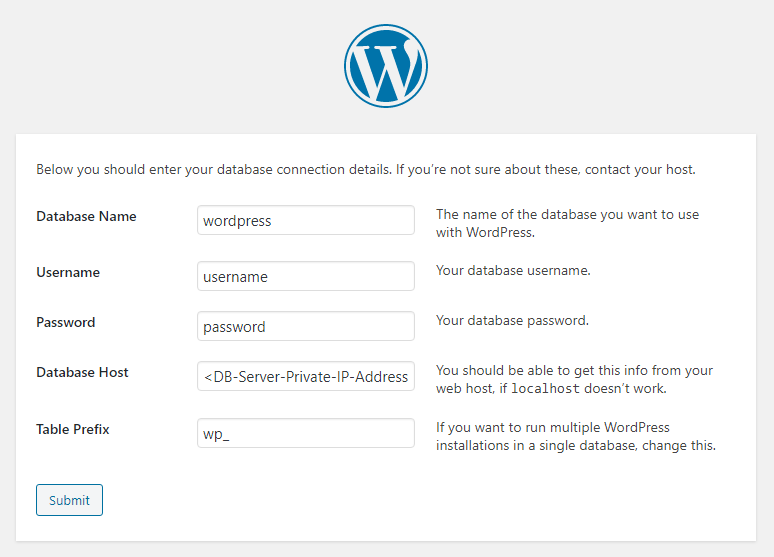 Below you should enter your database connection details. If you’re not sure about these, contact your host.
Database Name
wordpress
The name of the database you want to use
with WordPress.
Username
username
Your database username.
Password
password
Your database password.
Database Host
<DB-Server-Private-IP-Address
You should be able to get this info from your
web host, if localhost doesn’t work.
Table Prefix
wp_
If you want to run multiple WordPress
installations in a single database, change this.
Submit